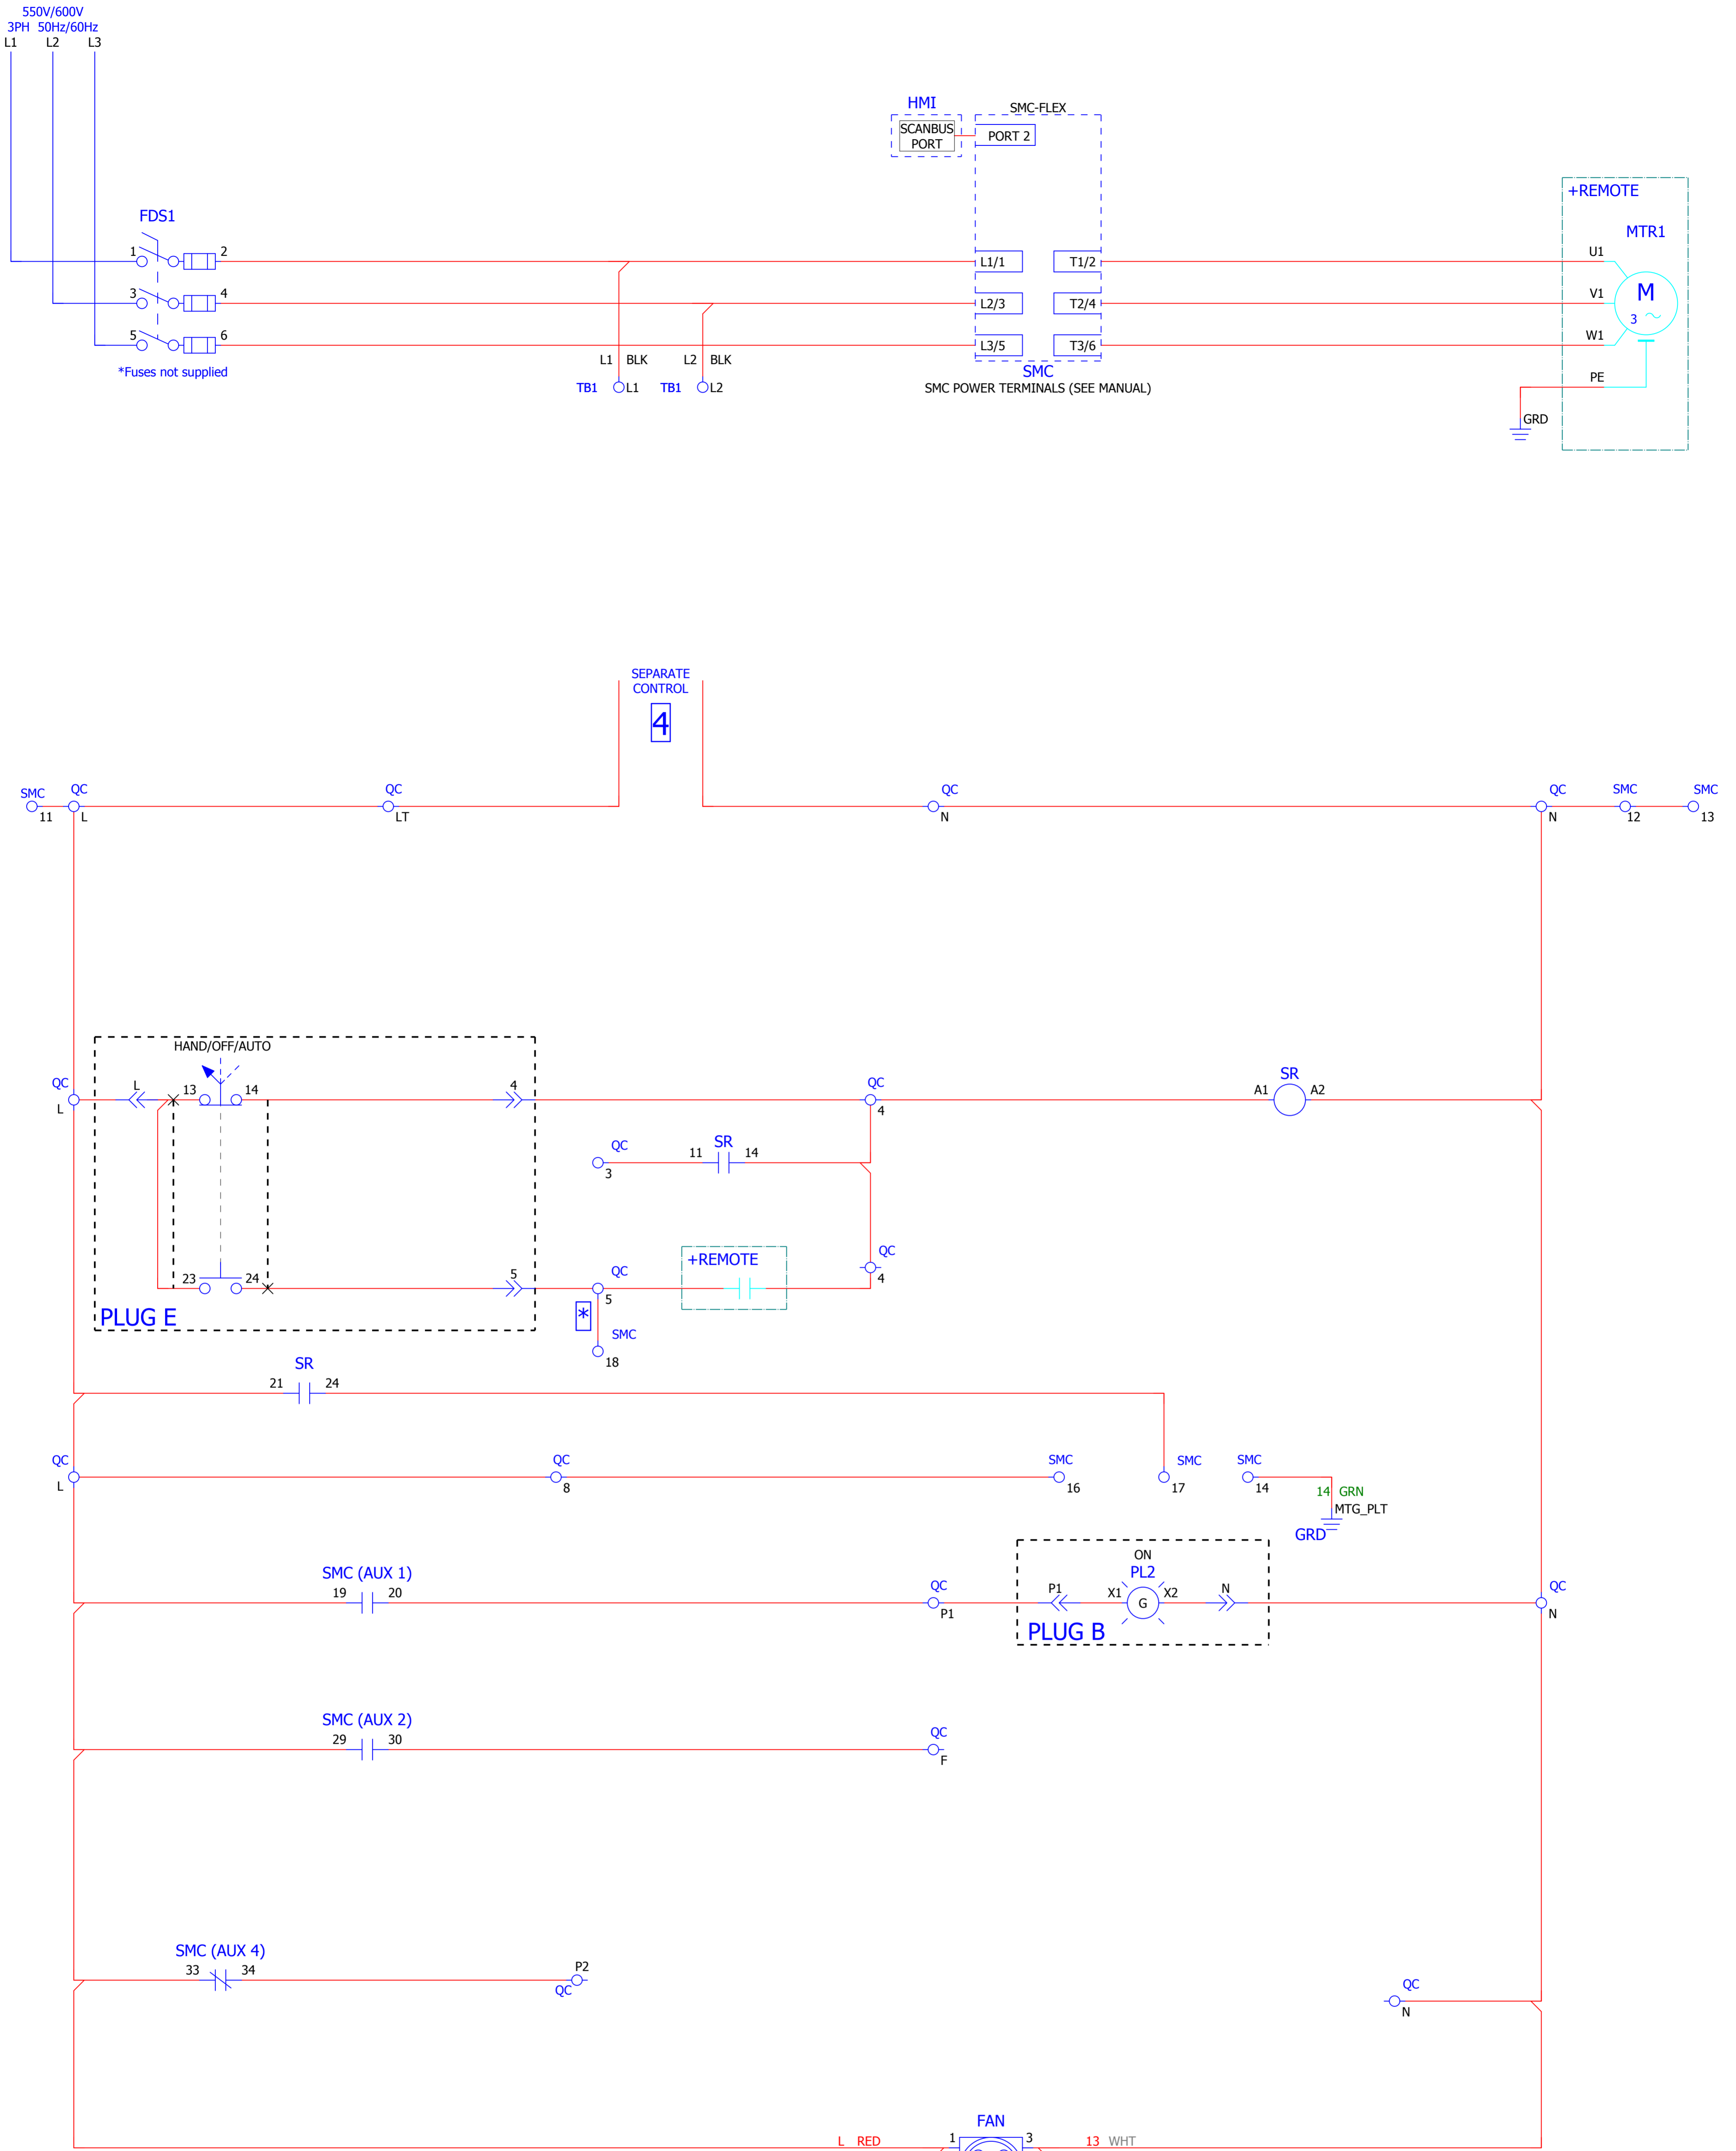 550V/600V
3PH 50Hz/60Hz
L1 L2 L3
HMI
SMC-FLEX
SCANBUS
PORT
PORT 2
+REMOTE
MTR1
FDS1
1 2
L1/1 T1/2
U1
3 4
L2/3 T2/4
V1
M
3
5 6
L3/5 T3/6
W1
*Fuses not supplied
L1 BLK L2 BLK
SMC
PE
TB1 L1 TB1 L2
SMC POWER TERMINALS (SEE MANUAL)
GRD
SEPARATE
CONTROL
4
SMC QC QC QC QC SMC SMC
11 L LT N N 12 13
HAND/OFF/AUTO
QC L 13 14 4 QC SR
A1 A2
L 4
QC 11 SR 14
3
+REMOTE QC
4
23 24 5 QC
5
PLUG E
*
SMC
18
SR
21 24
QC QC SMC SMC SMC
L 8 16 17 14
14 GRN
MTG_PLT
GRD
ON
PL2
SMC (AUX 1)
19 20 QC P1 X1 G X2 N QC
P1 N
PLUG B
SMC (AUX 2)
29 30 QC
F
SMC (AUX 4)
33 34 P2
QC
QC
N
FAN
L RED 1 3 13 WHT